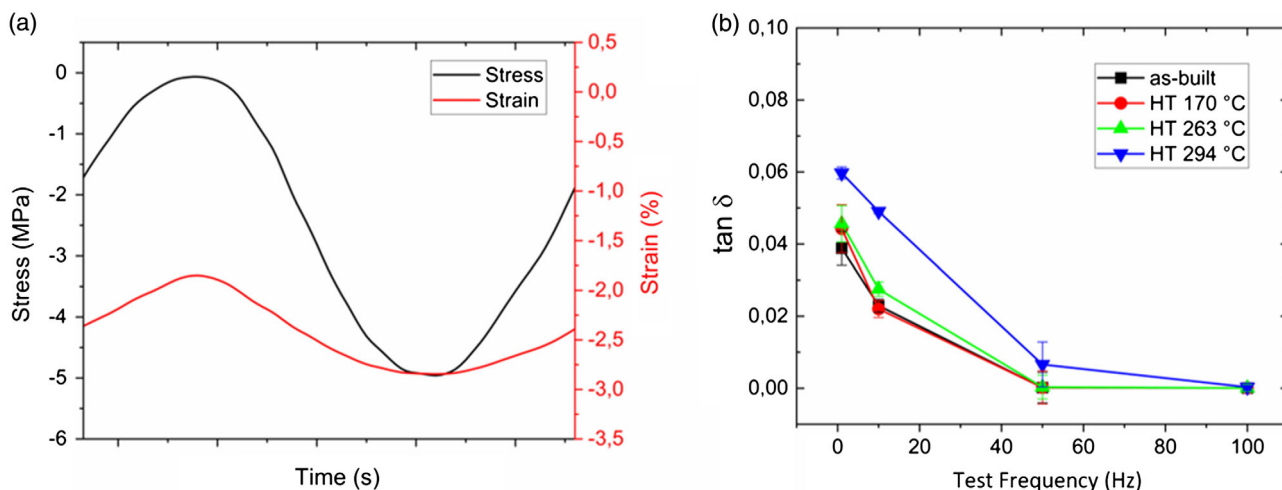 (a)
Stress (MPa)
0
-1
-2
-3
-4
-5
-6
Stress
Strain
Time (s)
0,5
0,0
-0,5
-1,0
-1,5
-2,0
-2,5
-3,0
-3,5
Strain (%)
(b)
tan δ
0,10
0,08
0,06
0,04
0,02
0,00
as-built
HT 170 °C
HT 263 °C
HT 294 °C
0 20 40 60 80 100
Test Frequency (Hz)